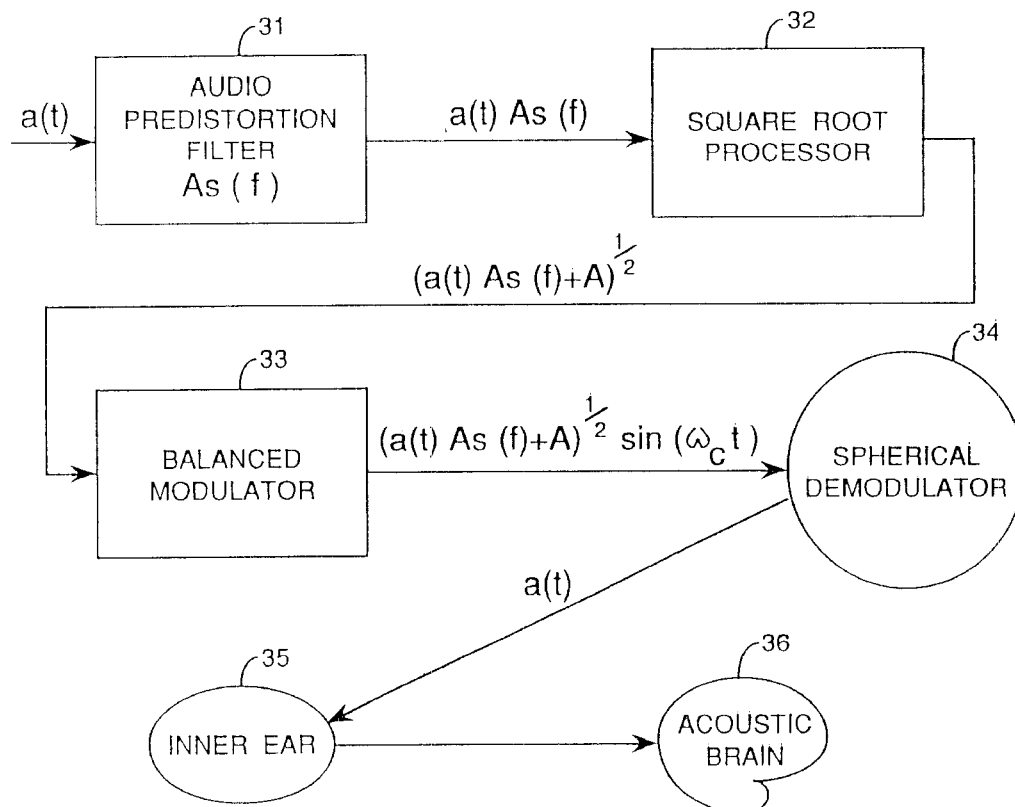 31
32
AUDIO
PREDISTORTION
FILTER
As ( f )
a(t)
a(t) As (f)
SQUARE ROOT
PROCESSOR
(a(t) As (f)+A)^1/2
33
34
BALANCED
MODULATOR
(a(t) As (f)+A)^1/2 sin (ω_c t)
SPHERICAL
DEMODULATOR
a(t)
35
36
INNER EAR
ACOUSTIC
BRAIN